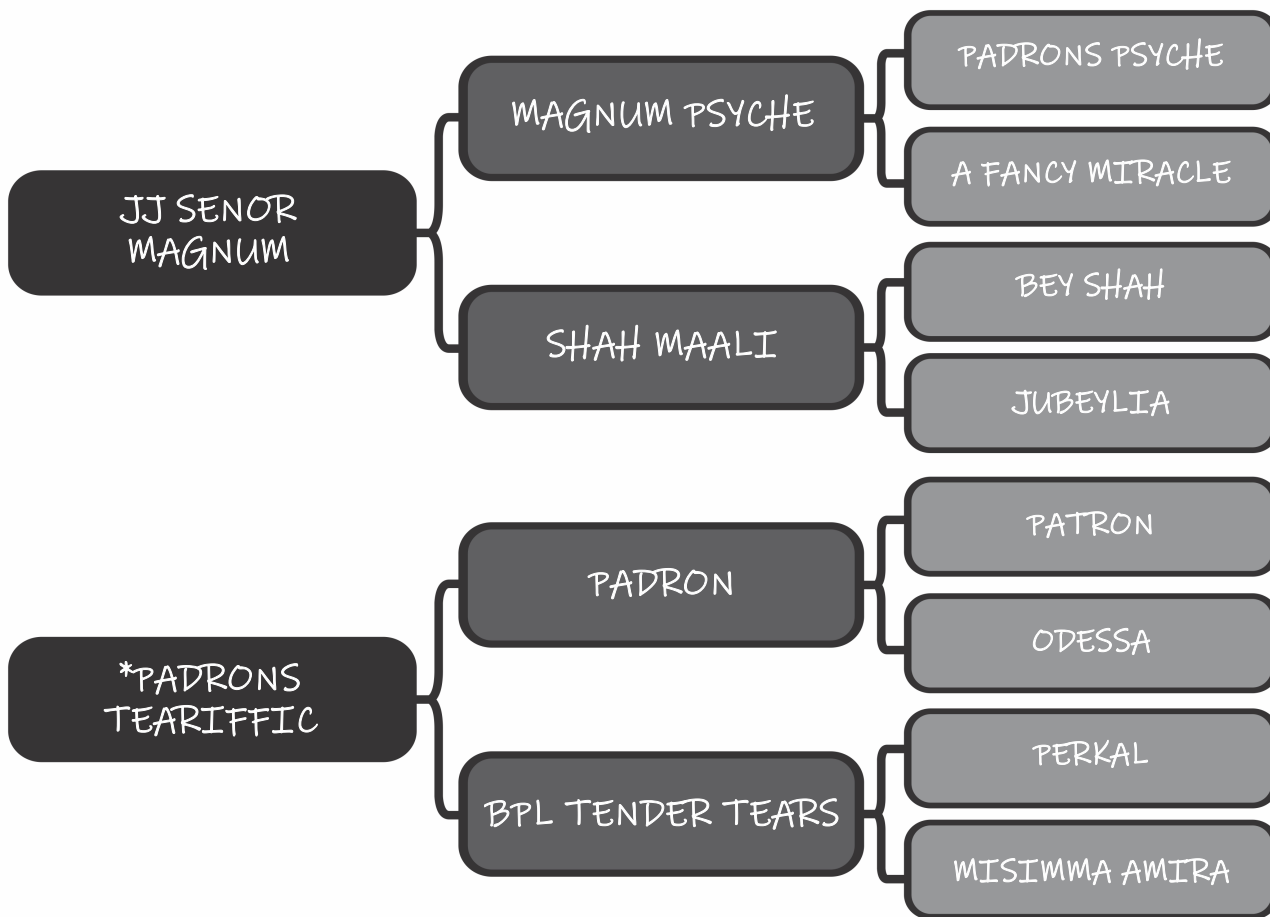 JJ SENOR
MAGNUM
MAGNUM PSYCHE
PADRONS PSYCHE
A FANCY MIRACLE
SHAH MAALI
BEY SHAH
JUBEYLIA
*PADRONS
TEARIFFIC
PADRON
PATRON
ODESSA
BPL TENDER TEARS
PERKAL
MISIMMA AMIRA